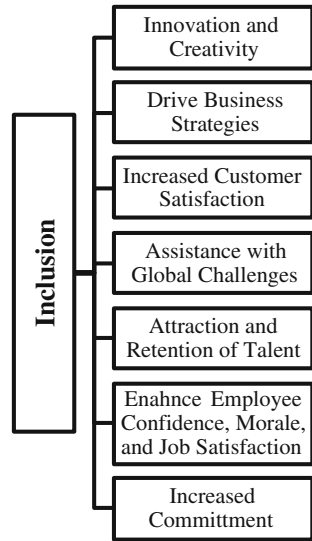 Inclusion
Innovation and
Creativity
Drive Business
Strategies
Increased Customer
Satisfaction
Assistance with
Global Challenges
Attraction and
Retention of Talent
Enahnce Employee
Confidence, Morale,
and Job Satisfaction
Increased
Committment